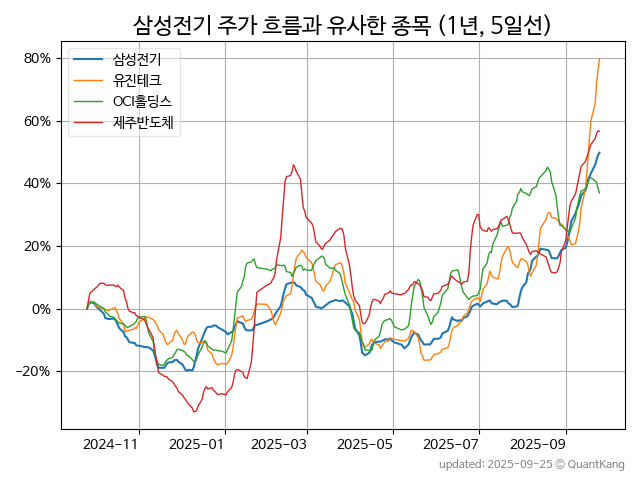 삼성전기 주가 흐름과 유사한 종목 (1년, 5일선)
삼성전기
유진테크
OCI홀딩스
제주반도체
80%
60%
40%
20%
0%
−20%
2024-11
2025-01
2025-03
2025-05
2025-07
2025-09
updated: 2025-09-25 ⓒ QuantKang